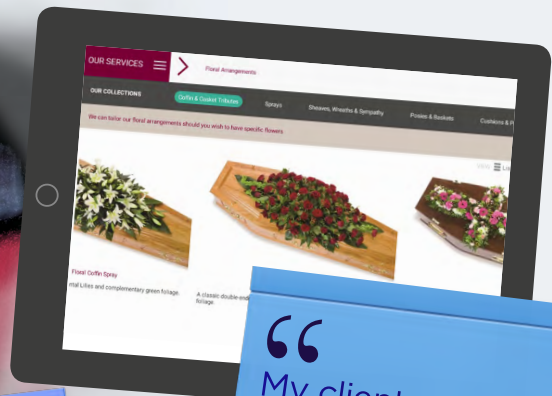 OUR SERVICES
Floral Arrangements
OUR COLLECTIONS
Coffin & Casket Tributes
Sprays
Sheaves, Wreaths & Sympathy
Posies & Baskets
Cushions & P
We can tailor our floral arrangements should you wish to have specific flowers
Floral Coffin Spray
ntal Lilies and complementary green foliage.
A classic double-end
foliage.
“
My client